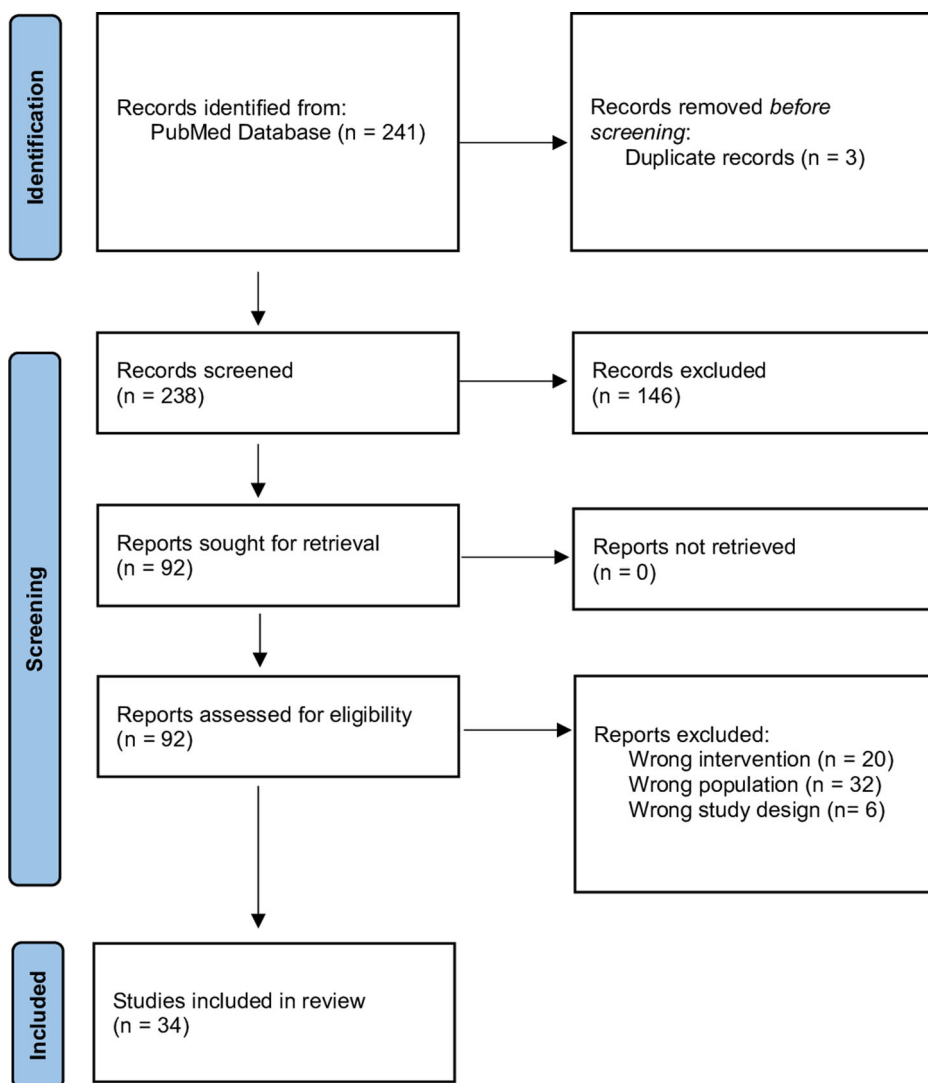 Identification
Records identified from:
PubMed Database (n = 241)
Records removed before
screening:
Duplicate records (n = 3)
Screening
Records screened
(n = 238)
Records excluded
(n = 146)
Reports sought for retrieval
(n = 92)
Reports not retrieved
(n = 0)
Reports assessed for eligibility
(n = 92)
Reports excluded:
Wrong intervention (n = 20)
Wrong population (n = 32)
Wrong study design (n= 6)
Included
Studies included in review
(n = 34)